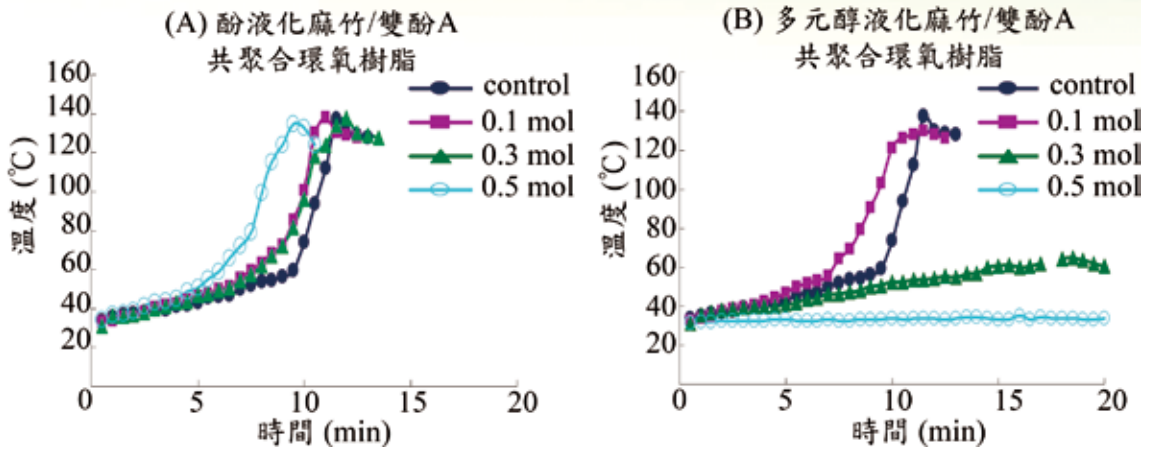 (A) 酚液化麻竹/雙酚A
共聚合環氧樹脂
160
140
120
100
80
60
40
20
0
5
10
15
20
溫度 (℃)
時間 (min)
control
0.1 mol
0.3 mol
0.5 mol
(B) 多元醇液化麻竹/雙酚A
共聚合環氧樹脂
160
140
120
100
80
60
40
20
0
5
10
15
20
溫度 (℃)
時間 (min)
control
0.1 mol
0.3 mol
0.5 mol